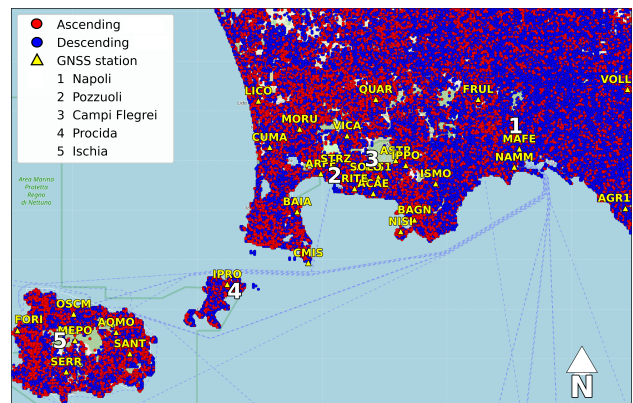 Ascending
Descending
GNSS station
1 Napoli
2 Pozzuoli
3 Campi Flegrei
4 Procida
5 Ischia
Area Marina
Protetta
Regno
di Nettuno
LICO
QUAR
FRUL
VOLL
MORU
VICA
1
CUMA
MAFE
ASTR
STRZ
3
IPPO
NAMM
ARFE
SOLO
1
2
RITE
ACAE
ISMO
BAIA
BAGN
AGR1
NISI
CMIS
IPRO
4
OSCM
FORI
AQMO
MEPO
5
SANT
SERR
N